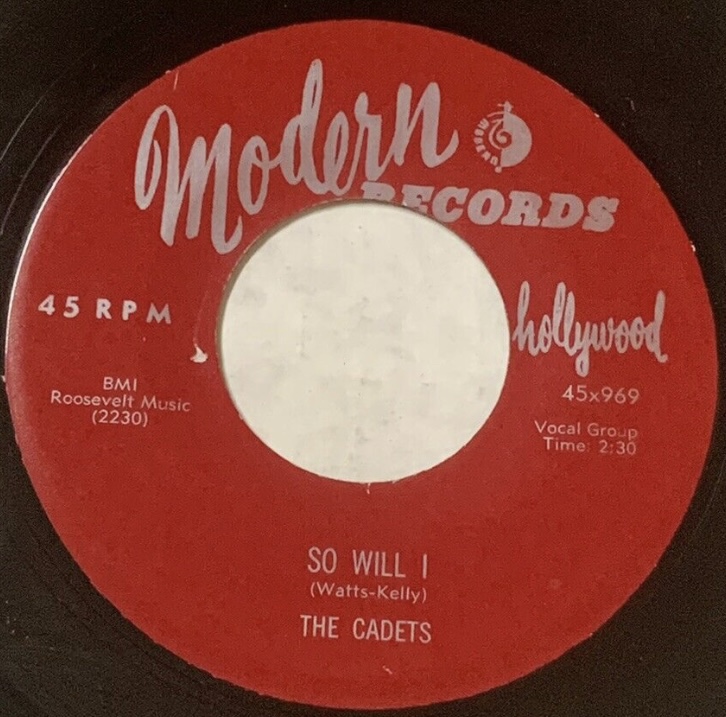 Modern
RECORDS
MODERN
hollywood
45 RPM
45x969
BMI
Roosevelt Music
(2230)
Vocal Group
Time: 2:30
SO WILL I
(Watts-Kelly)
THE CADETS